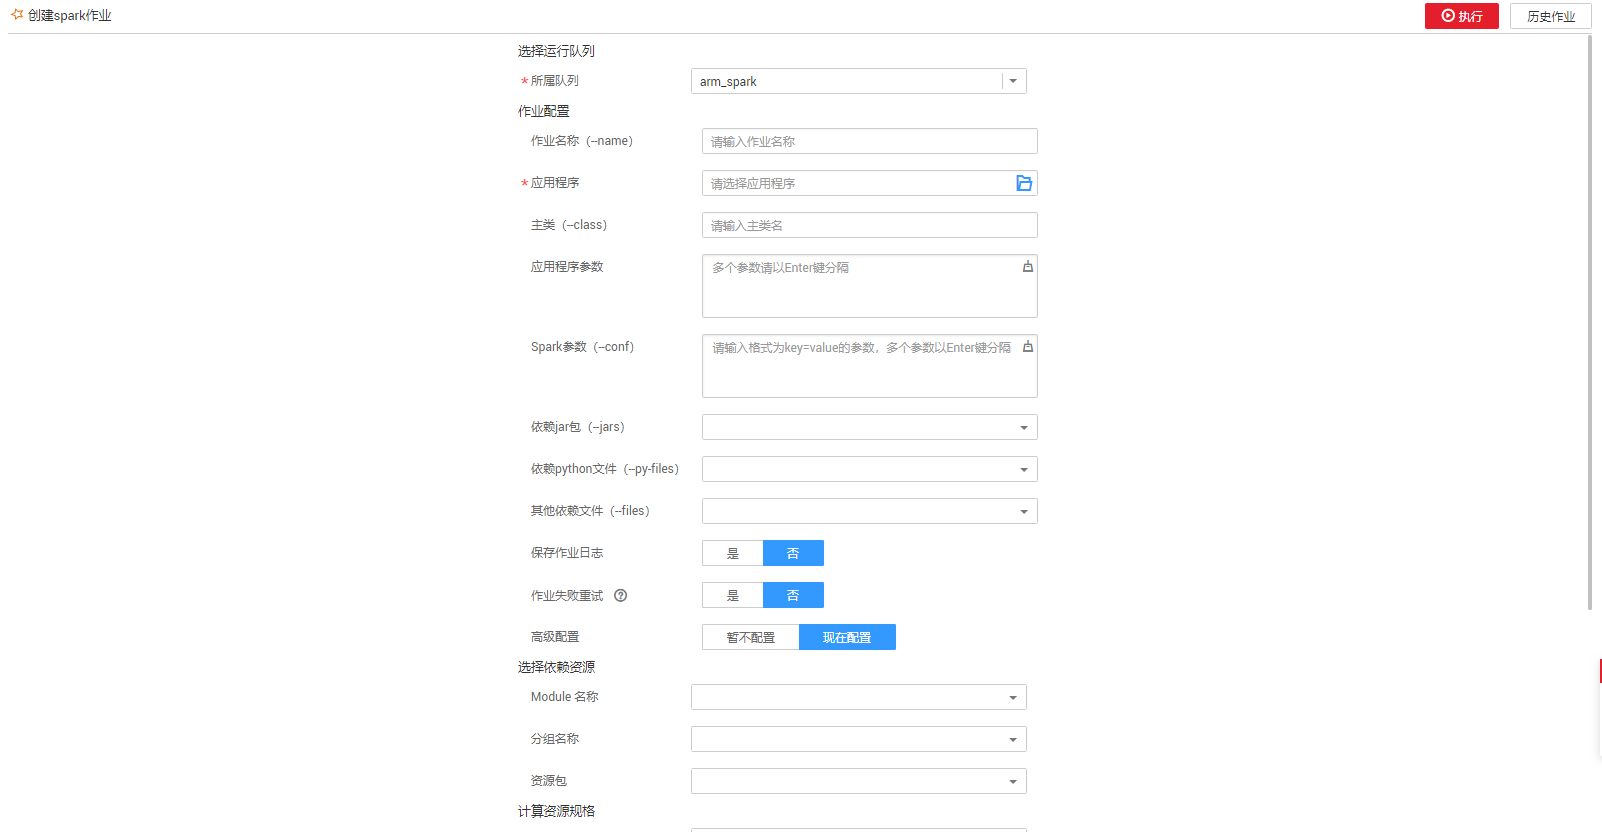 创建spark作业
执行
历史作业
选择运行队列
*所属队列
arm_spark
作业配置
作业名称（--name）
请输入作业名称
*应用程序
请选择应用程序
主类（--class）
请输入主类名
应用程序参数
多个参数请以Enter键分隔
Spark参数（--conf）
请输入格式为key=value的参数，多个参数以Enter键分隔
依赖jar包（--jars）
依赖python文件（--py-files）
其他依赖文件（--files）
保存作业日志
是
否
作业失败重试
是
否
高级配置
暂不配置
现在配置
选择依赖资源
Module 名称
分组名称
资源包
计算资源规格